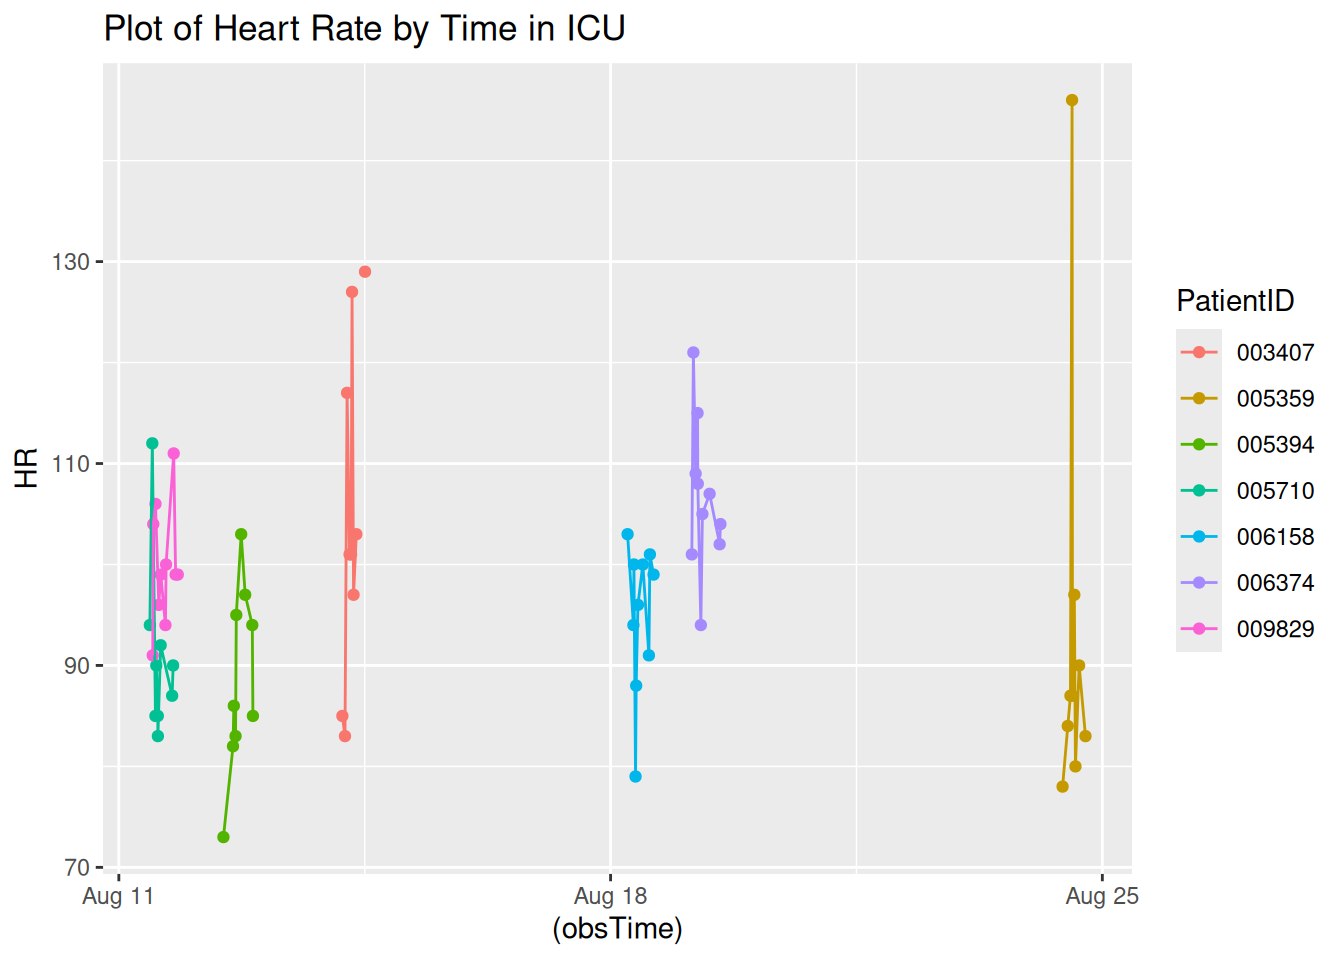 Plot of Heart Rate by Time in ICU
HR
130
110
90
70
Aug 11
Aug 18
Aug 25
(obsTime)
PatientID
003407
005359
005394
005710
006158
006374
009829